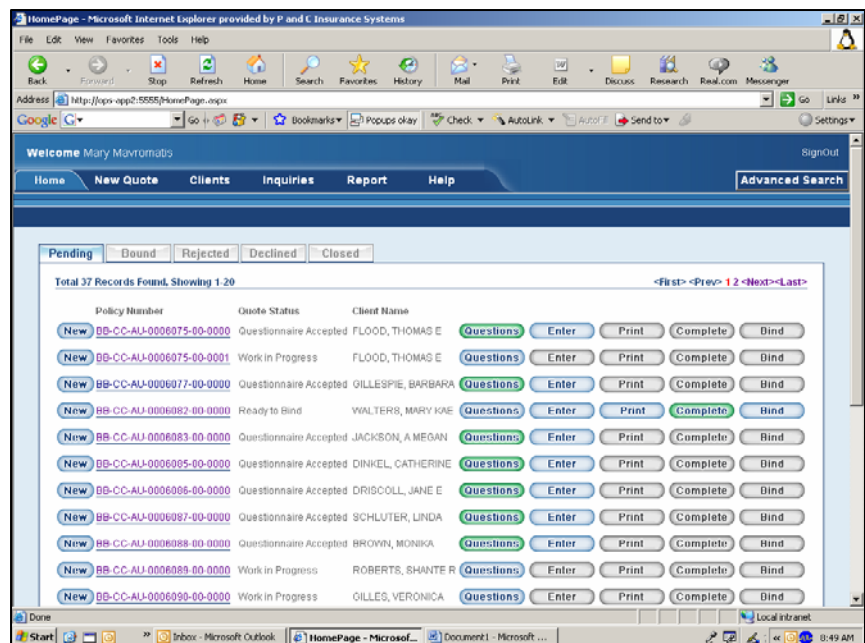 HomePage - Microsoft Internet Explorer provided by P and C Insurance Systems
File Edit View Favorites Tools Help
Back Forward Stop Refresh Home Search Favorites History Mail Print Edit Discuss Research Real.com Messenger
Address http://ops-app2:5555/HomePage.aspx Go Links »
Google G Go Bookmarks Popups okay Check AutoLink AutoFill Send to Settings
Welcome Mary Mavromatis SignOut
Home New Quote Clients Inquiries Report Help Advanced Search
Pending Bound Rejected Declined Closed
Total 37 Records Found, Showing 1-20 <First> <Prev> 1 2 <Next><Last>
Policy Number Quote Status Client Name
New BB-CC-AU-0006075-00-0000 Questionnaire Accepted FLOOD, THOMAS E Questions Enter Print Complete Bind
New BB-CC-AU-0006075-00-0001 Work in Progress FLOOD, THOMAS E Questions Enter Print Complete Bind
New BB-CC-AU-0006077-00-0000 Questionnaire Accepted GILLESPIE, BARBARA Questions Enter Print Complete Bind
New BB-CC-AU-0006082-00-0000 Ready to Bind WALTERS, MARY KAE Questions Enter Print Complete Bind
New BB-CC-AU-0006083-00-0000 Questionnaire Accepted JACKSON, A MEGAN Questions Enter Print Complete Bind
New BB-CC-AU-0006085-00-0000 Questionnaire Accepted DINKEL, CATHERINE Questions Enter Print Complete Bind
New BB-CC-AU-0006086-00-0000 Questionnaire Accepted DRISCOLL, JANE E Questions Enter Print Complete Bind
New BB-CC-AU-0006087-00-0000 Questionnaire Accepted SCHLUTER, LINDA Questions Enter Print Complete Bind
New BB-CC-AU-0006088-00-0000 Questionnaire Accepted BROWN, MONIKA Questions Enter Print Complete Bind
New BB-CC-AU-0006089-00-0000 Work in Progress ROBERTS, SHANTE R Questions Enter Print Complete Bind
New BB-CC-AU-0006090-00-0000 Work in Progress GILLES, VERONICA Questions Enter Print Complete Bind
Done Local intranet
Start » Inbox - Microsoft Outlook HomePage - Microsof... Document1 - Microsoft ... « 8:49 AM